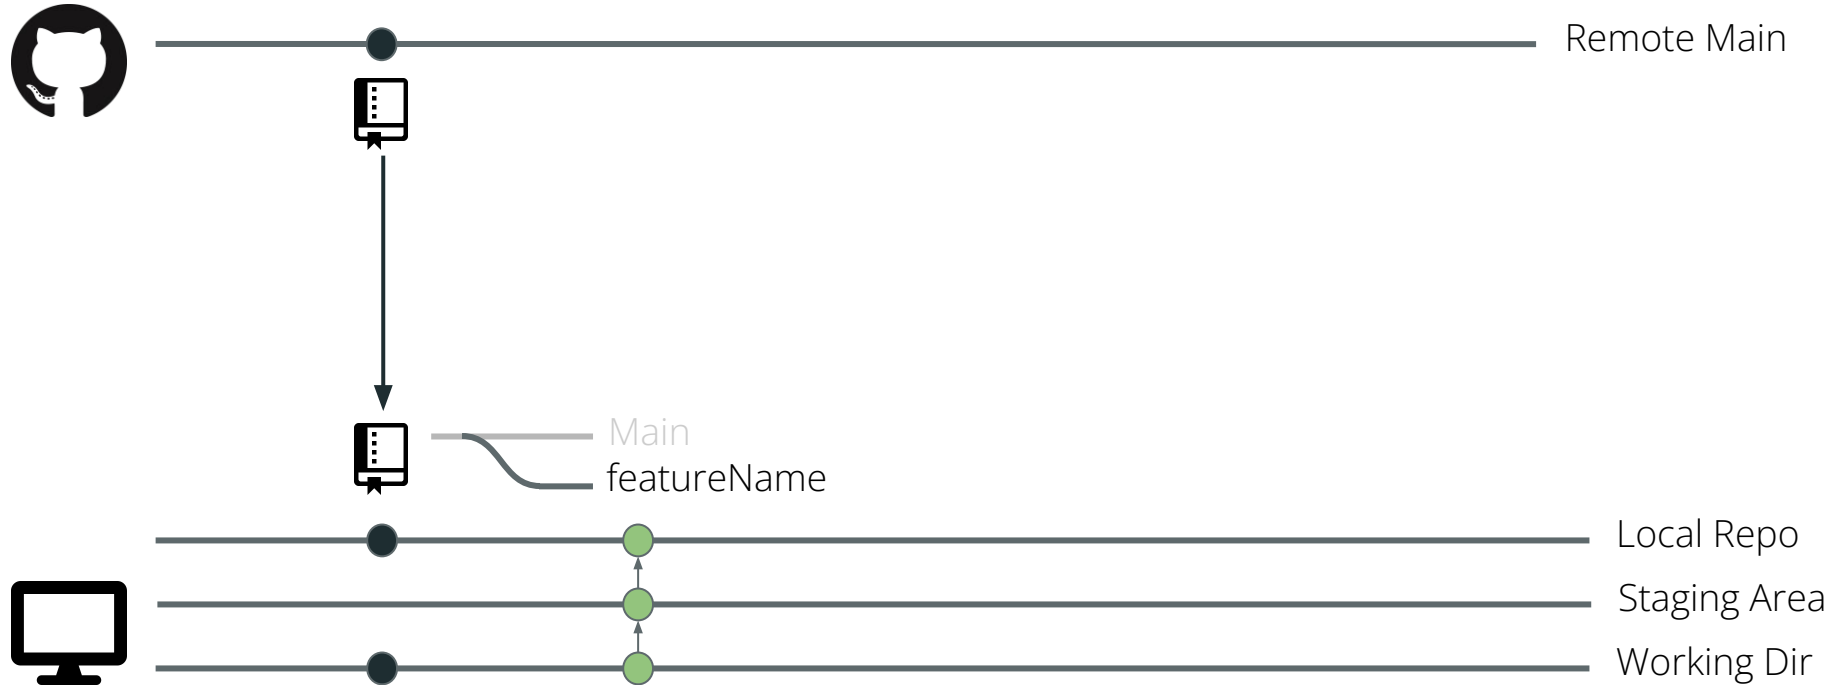 Remote Main
Main
featureName
Local Repo
Staging Area
Working Dir